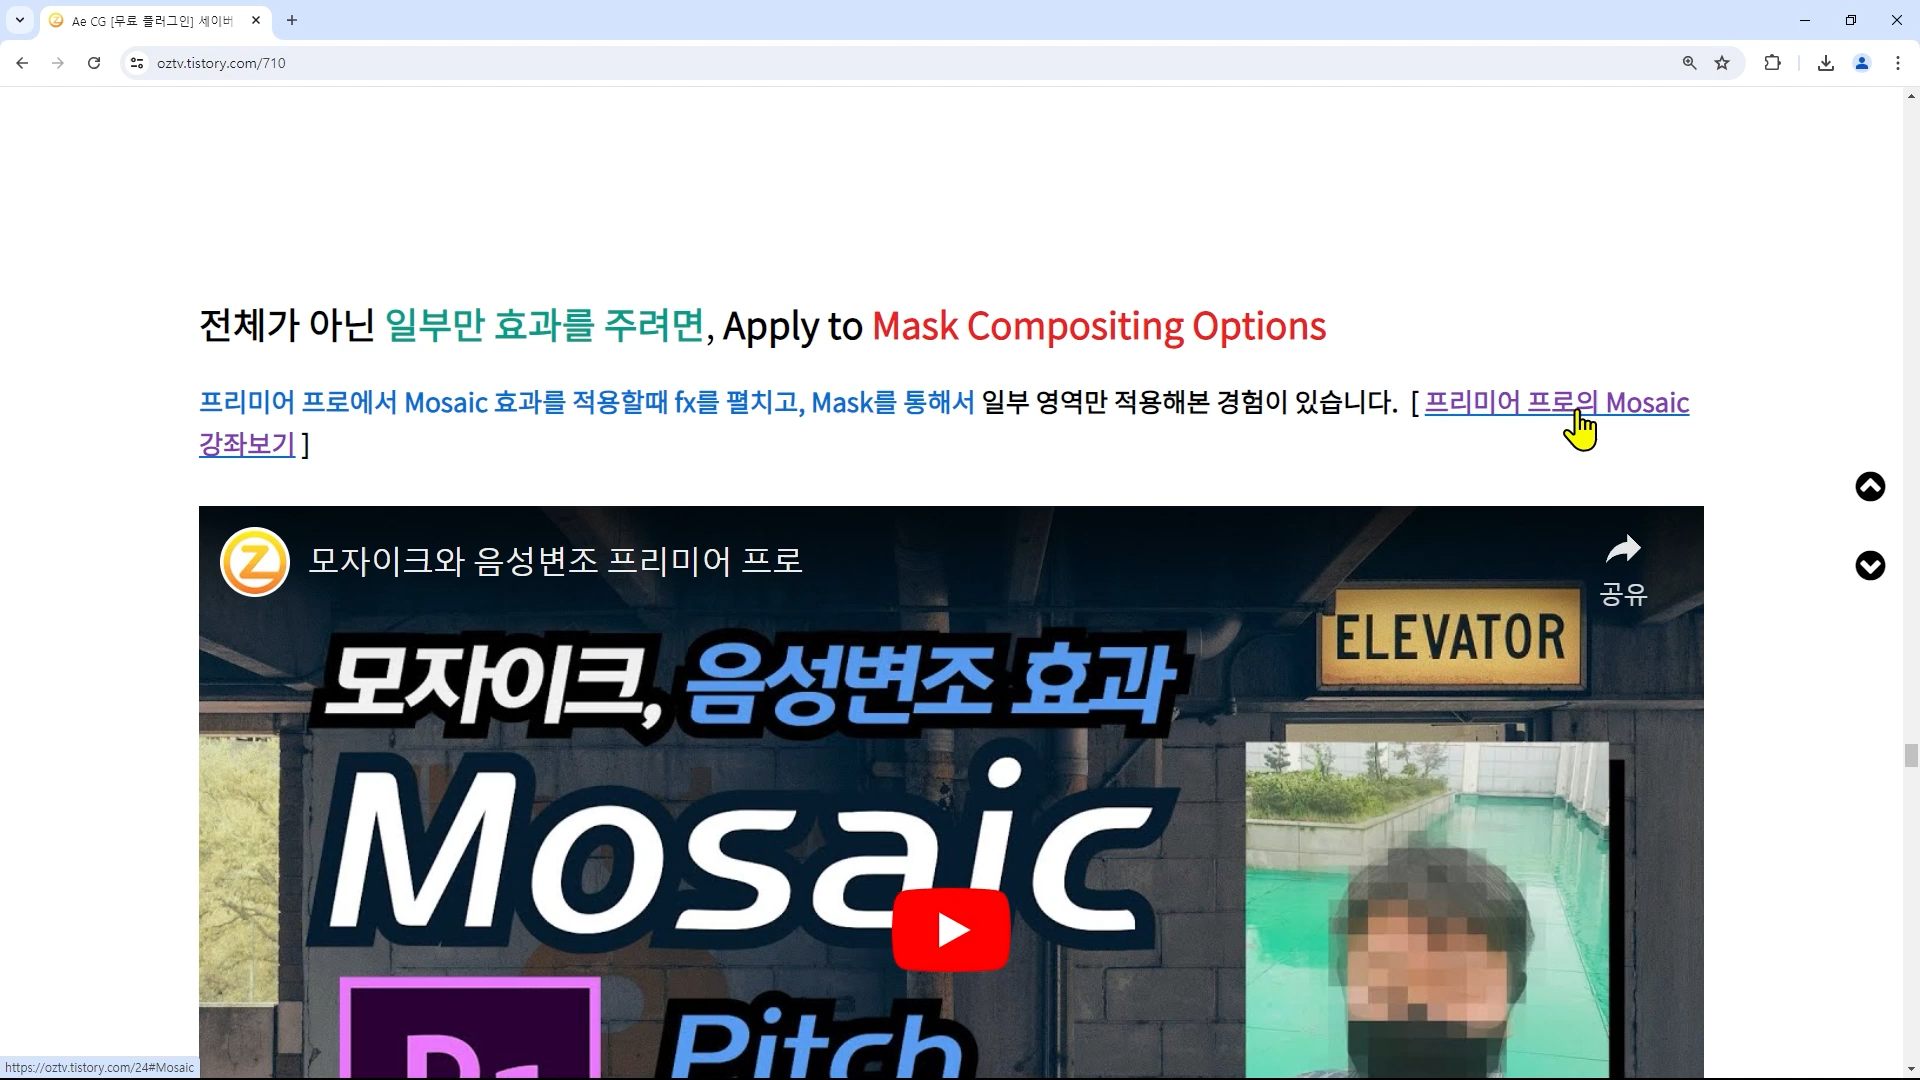 Ae CG [무료 플러그인] 세이버
oztv.tistory.com/710
전체가 아닌 일부만 효과를 주려면, Apply to Mask Compositing Options
프리미어 프로에서 Mosaic 효과를 적용할때 fx를 펼치고, Mask를 통해서 일부 영역만 적용해본 경험이 있습니다. [ 프리미어 프로의 Mosaic
강좌보기 ]
Z 모자이크와 음성변조 프리미어 프로
공유
ELEVATOR
모자이크, 음성변조 효과
Mosaic
Pr Pitch
https://oztv.tistory.com/24#Mosaic